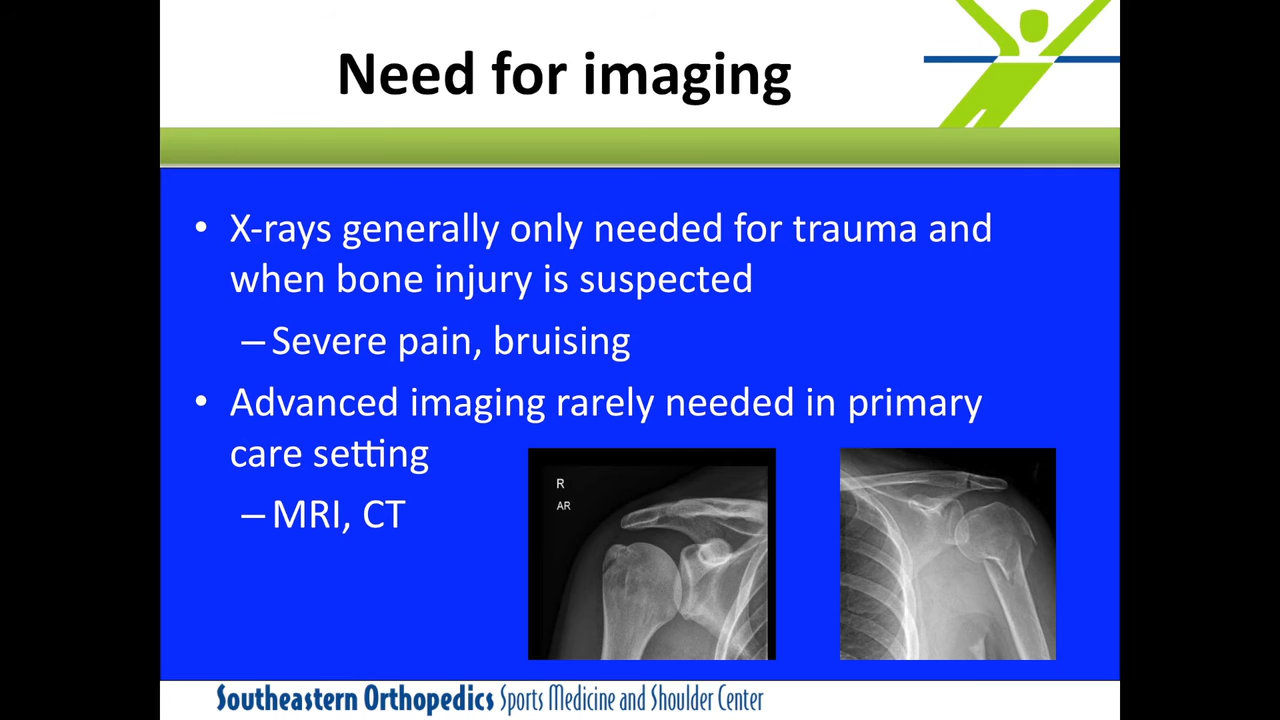 Need for imaging
• X-rays generally only needed for trauma and
when bone injury is suspected
– Severe pain, bruising
• Advanced imaging rarely needed in primary
care setting
– MRI, CT
R
AR
Southeastern Orthopedics Sports Medicine and Shoulder Center